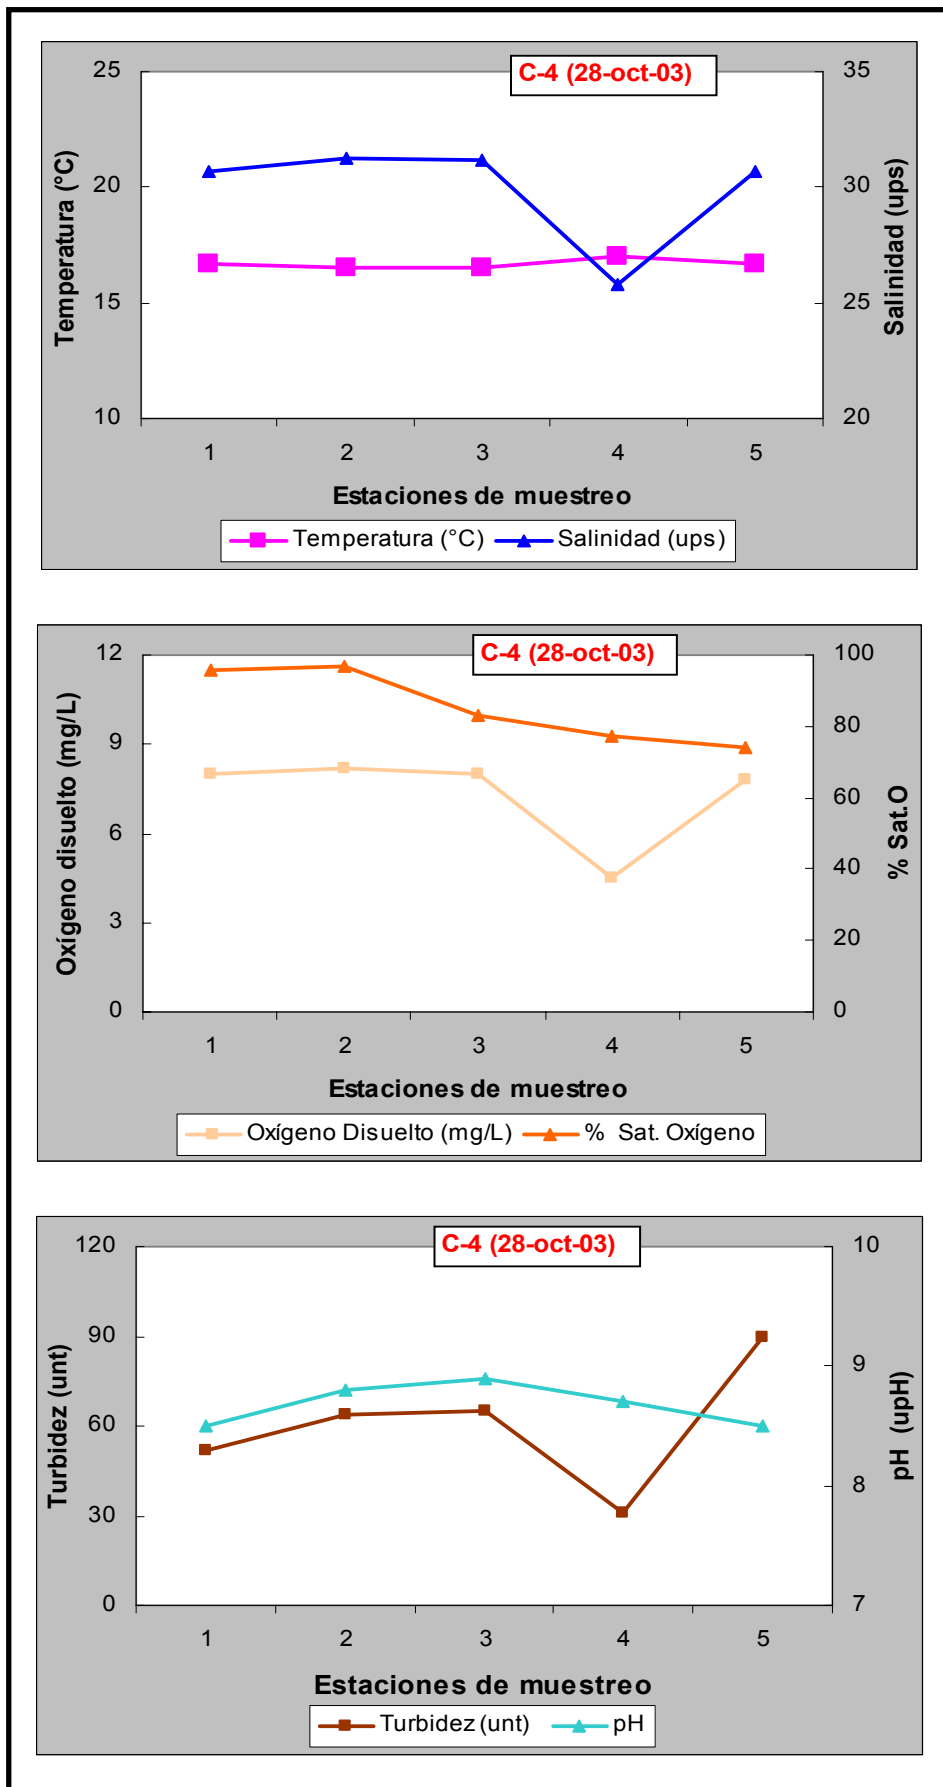 C-4 (28-oct-03)
25
20
15
10
35
30
25
20
Temperatura (°C)
Salinidad (ups)
1 2 3 4 5
Estaciones de muestreo
Temperatura (°C) Salinidad (ups)
C-4 (28-oct-03)
12
9
6
3
0
100
80
60
40
20
0
Oxígeno disuelto (mg/L)
% Sat.O
1 2 3 4 5
Estaciones de muestreo
Oxígeno Disuelto (mg/L) % Sat. Oxígeno
C-4 (28-oct-03)
120
90
60
30
0
10
9
8
7
Turbidez (unt)
pH (upH)
1 2 3 4 5
Estaciones de muestreo
Turbidez (unt) pH